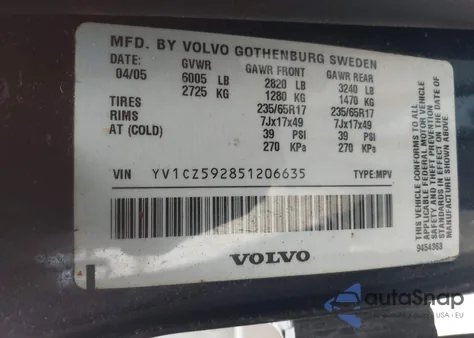 MFD. BY VOLVO GOTHENBURG SWEDEN
DATE: GVWR GAWR FRONT GAWR REAR
04/05 6005 LB 2820 LB 3240 LB
2725 KG 1280 KG 1470 KG
TIRES 235/65R17 235/65R17
RIMS 7Jx17x49 7Jx17x49
AT (COLD) 39 PSI 39 PSI
270 KPa 270 KPa
VIN YV1CZ592851206635 TYPE:MPV
VOLVO
THIS VEHICLE CONFORMS TO ALL
APPLICABLE FEDERAL MOTOR VEHICLE
SAFETY AND THEFT PREVENTION
STANDARDS IN EFFECT ON DATE OF
MANUFACTURE SHOWN ABOVE.
9454363
autoSnap
USA | EU